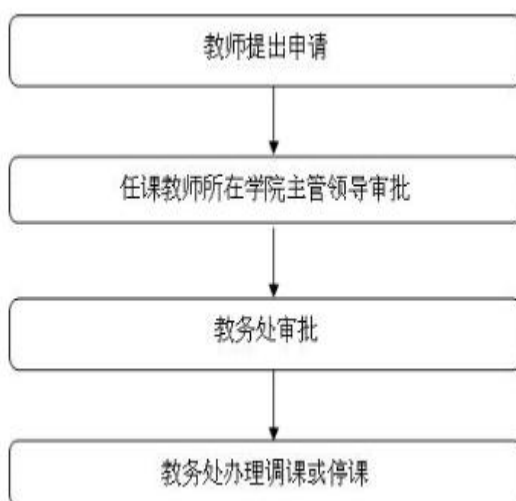 教师提出申请
任课教师所在学院主管领导审批
教务处审批
教务处办理调课或停课